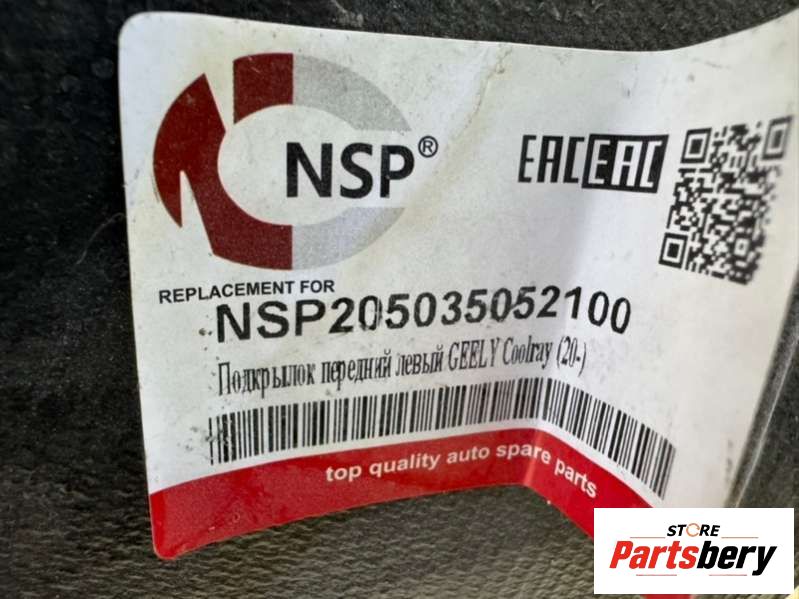 NSP®
EAC EAC
REPLACEMENT FOR
NSP205035052100
Подкрылок передний левый GEELY Coolray (20-)
top quality auto spare parts
STORE
Partsbery